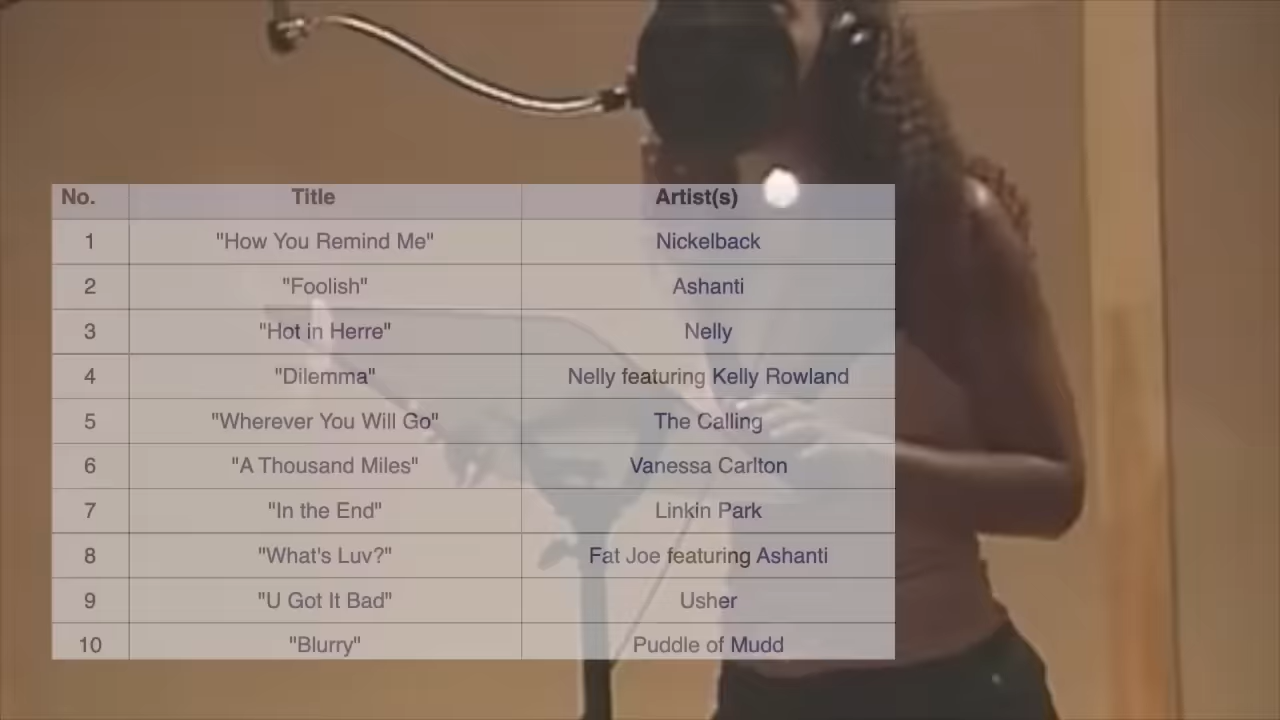 No. Title Artist(s)
1 "How You Remind Me" Nickelback
2 "Foolish" Ashanti
3 "Hot in Herre" Nelly
4 "Dilemma" Nelly featuring Kelly Rowland
5 "Wherever You Will Go" The Calling
6 "A Thousand Miles" Vanessa Carlton
7 "In the End" Linkin Park
8 "What's Luv?" Fat Joe featuring Ashanti
9 "U Got It Bad" Usher
10 "Blurry" Puddle of Mudd